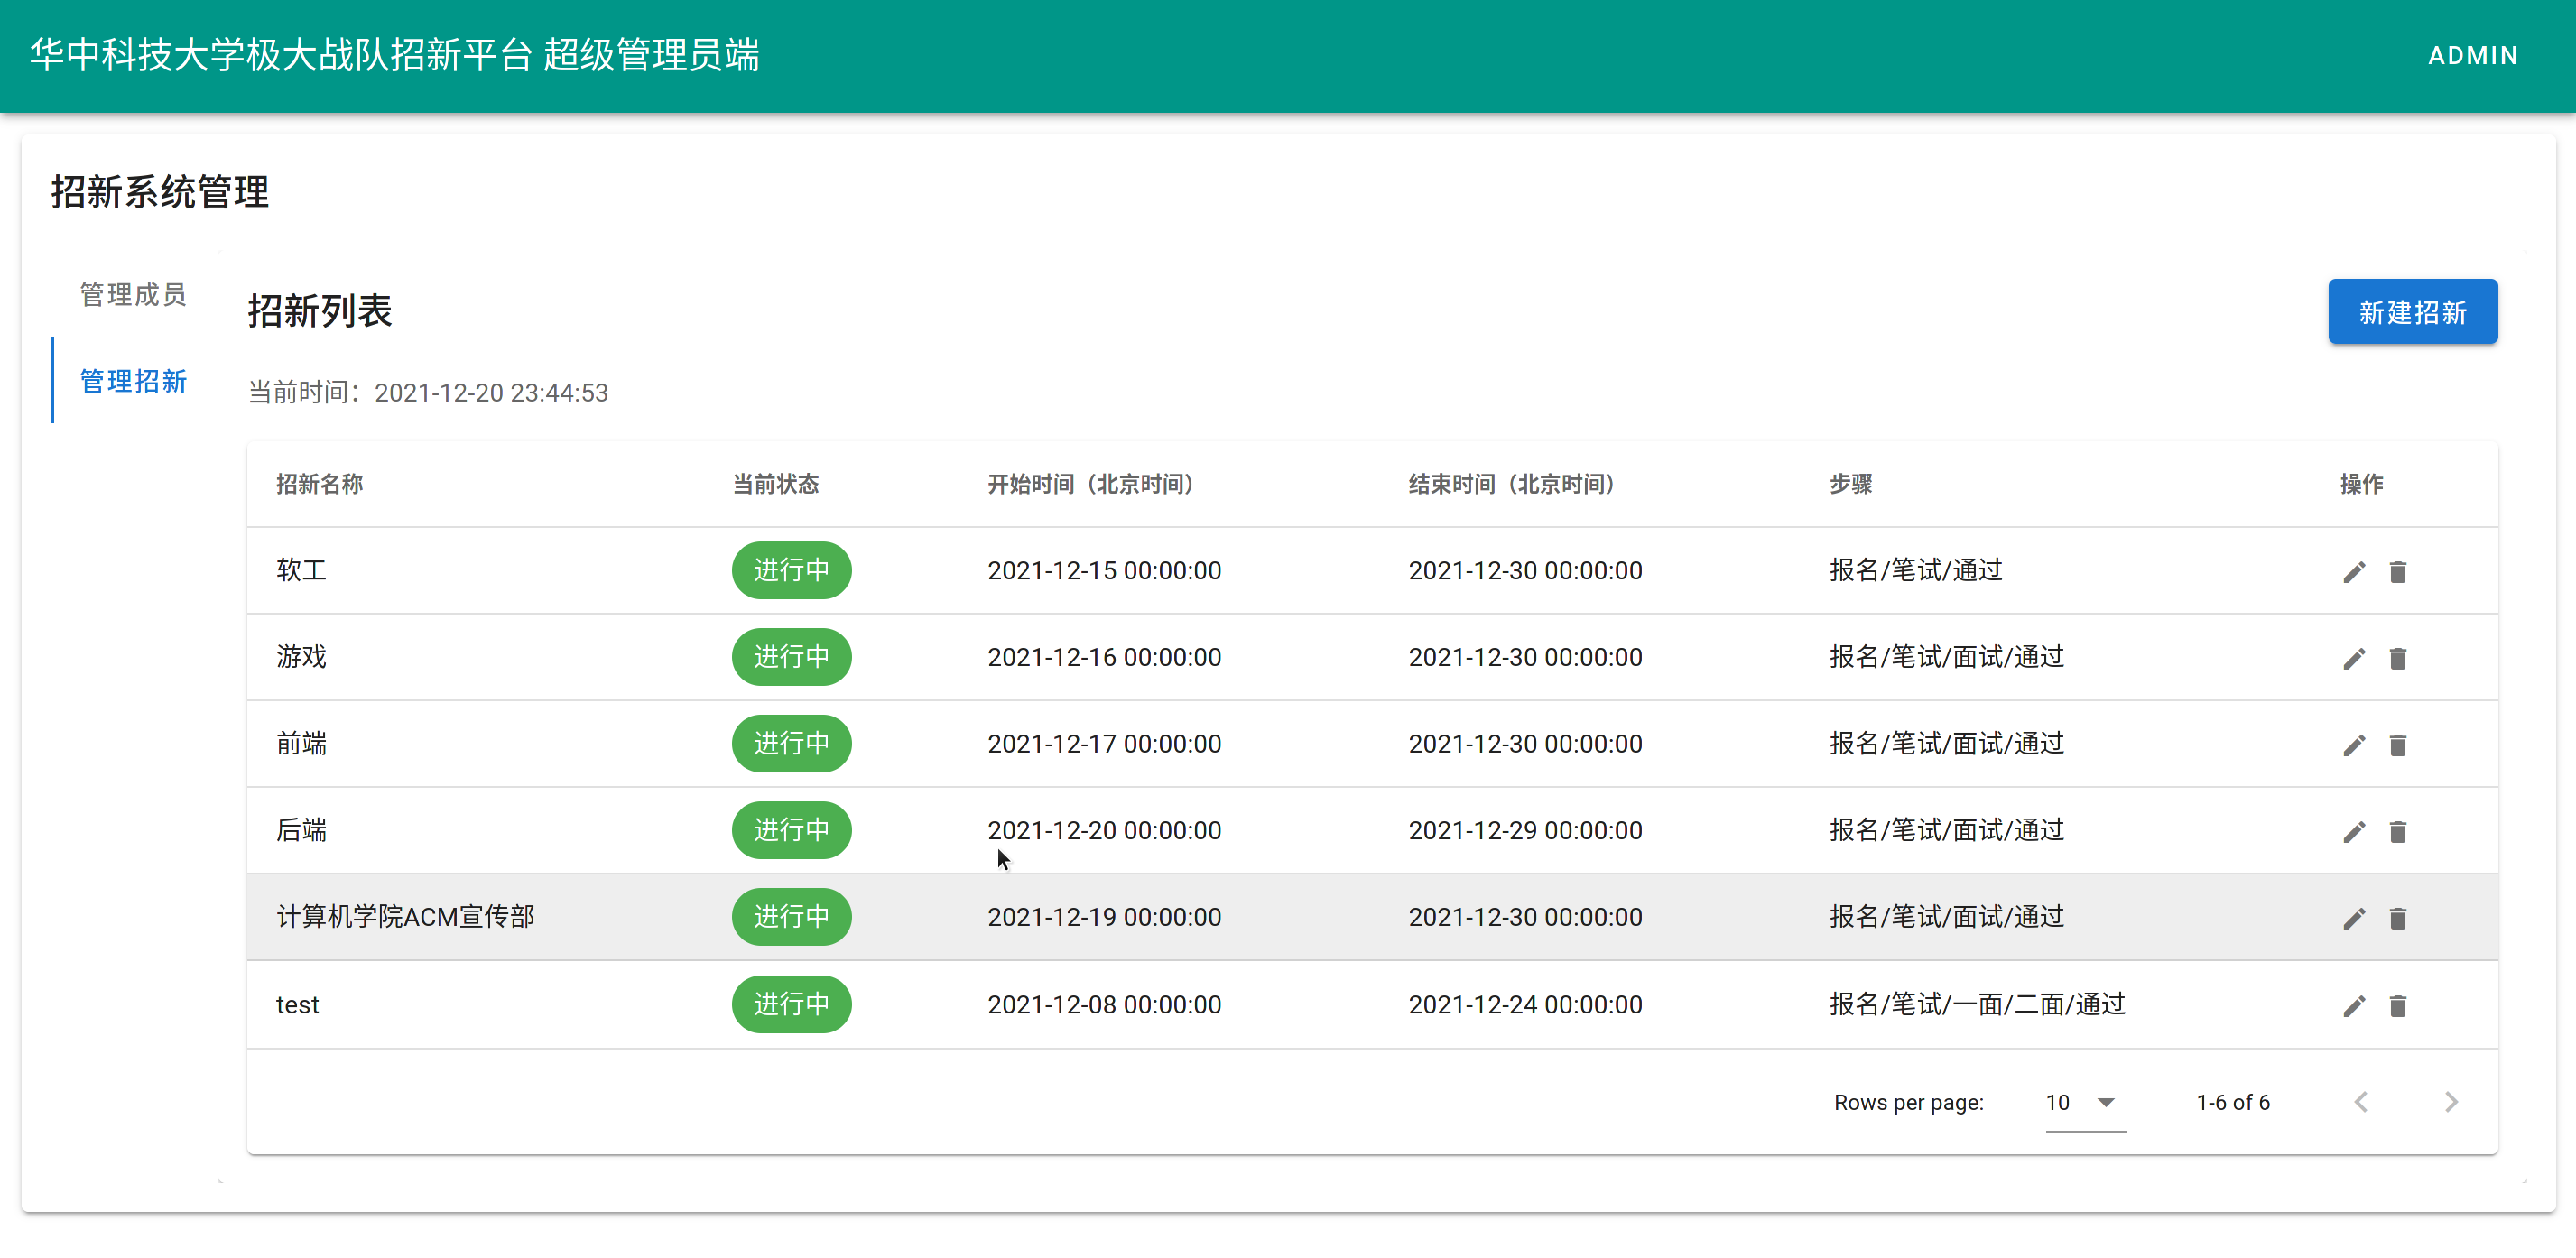 华中科技大学极大战队招新平台 超级管理员端 ADMIN
招新系统管理
管理成员
管理招新
招新列表 新建招新
当前时间：2021-12-20 23:44:53
招新名称 当前状态 开始时间（北京时间） 结束时间（北京时间） 步骤 操作
软工 进行中 2021-12-15 00:00:00 2021-12-30 00:00:00 报名/笔试/通过
游戏 进行中 2021-12-16 00:00:00 2021-12-30 00:00:00 报名/笔试/面试/通过
前端 进行中 2021-12-17 00:00:00 2021-12-30 00:00:00 报名/笔试/面试/通过
后端 进行中 2021-12-20 00:00:00 2021-12-29 00:00:00 报名/笔试/面试/通过
计算机学院ACM宣传部 进行中 2021-12-19 00:00:00 2021-12-30 00:00:00 报名/笔试/面试/通过
test 进行中 2021-12-08 00:00:00 2021-12-24 00:00:00 报名/笔试/一面/二面/通过
Rows per page: 10 1-6 of 6